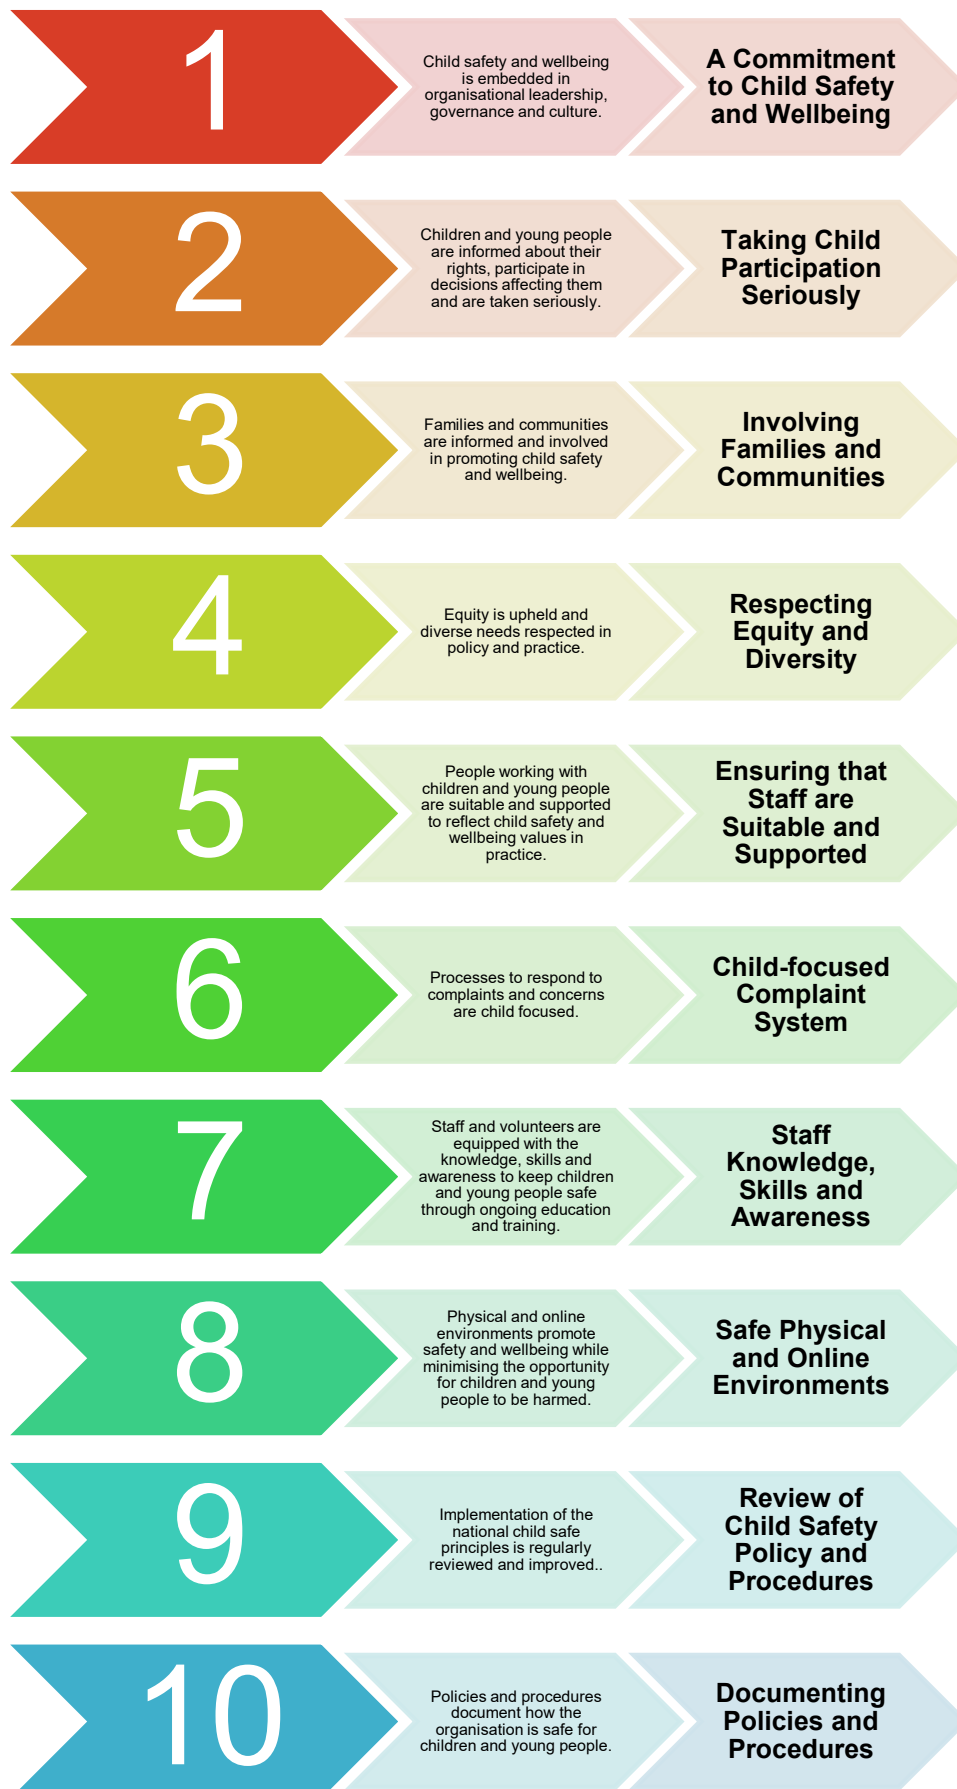 1
Child safety and wellbeing
is embedded in
organisational leadership,
governance and culture.
A Commitment
to Child Safety
and Wellbeing
2
Children and young people
are informed about their
rights, participate in
decisions affecting them
and are taken seriously.
Taking Child
Participation
Seriously
3
Families and communities
are informed and involved
in promoting child safety
and wellbeing.
Involving
Families and
Communities
4
Equity is upheld and
diverse needs respected in
policy and practice.
Respecting
Equity and
Diversity
5
People working with
children and young people
are suitable and supported
to reflect child safety and
wellbeing values in
practice.
Ensuring that
Staff are
Suitable and
Supported
6
Processes to respond to
complaints and concerns
are child focused.
Child-focused
Complaint
System
7
Staff and volunteers are
equipped with the
knowledge, skills and
awareness to keep children
and young people safe
through ongoing education
and training.
Staff
Knowledge,
Skills and
Awareness
8
Physical and online
environments promote
safety and wellbeing while
minimising the opportunity
for children and young
people to be harmed.
Safe Physical
and Online
Environments
9
Implementation of the
national child safe
principles is regularly
reviewed and improved..
Review of
Child Safety
Policy and
Procedures
10
Policies and procedures
document how the
organisation is safe for
children and young people.
Documenting
Policies and
Procedures